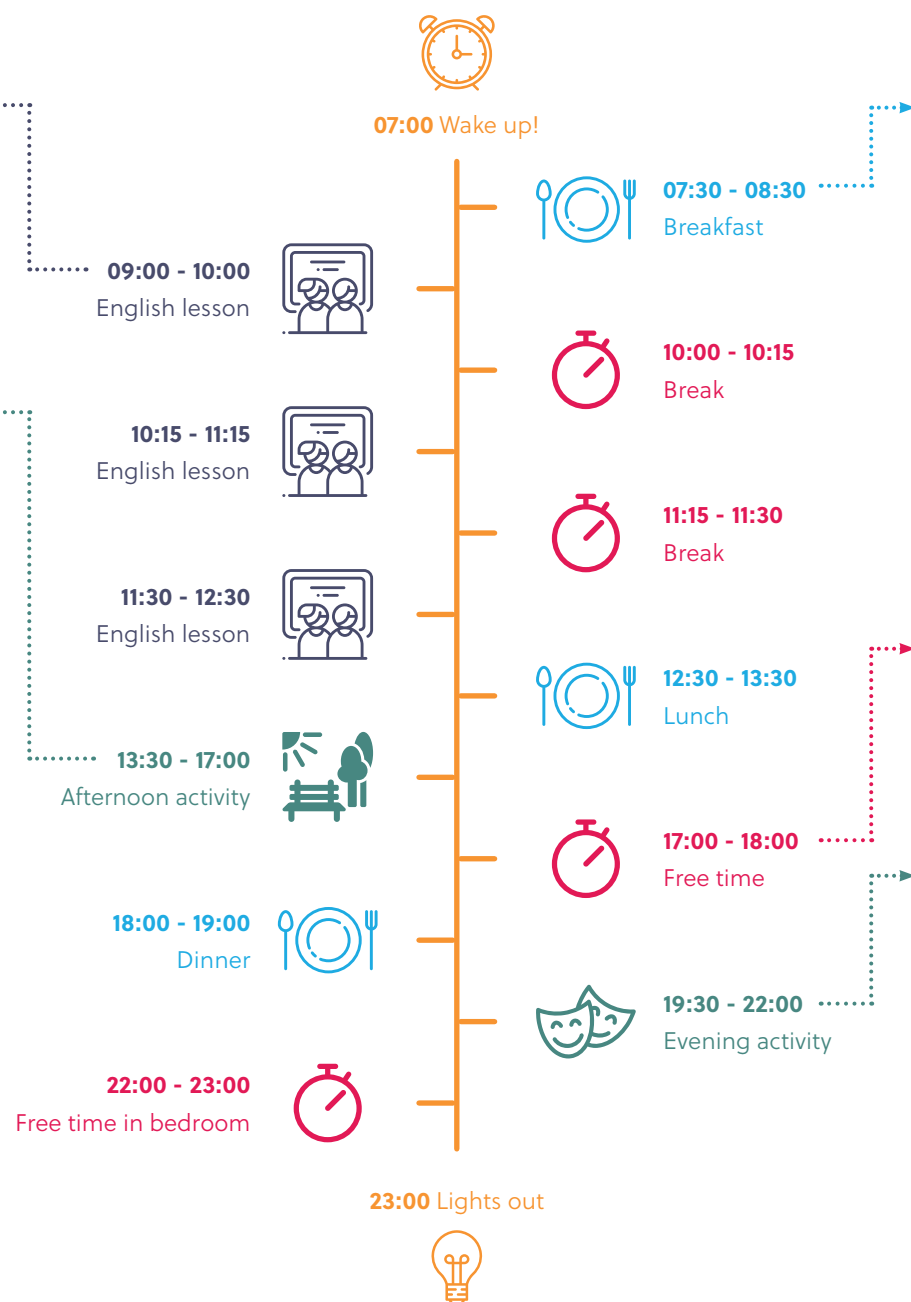 07:00 Wake up!
07:30 - 08:30
Breakfast
09:00 - 10:00
English lesson
10:00 - 10:15
Break
10:15 - 11:15
English lesson
11:15 - 11:30
Break
11:30 - 12:30
English lesson
12:30 - 13:30
Lunch
13:30 - 17:00
Afternoon activity
17:00 - 18:00
Free time
18:00 - 19:00
Dinner
19:30 - 22:00
Evening activity
22:00 - 23:00
Free time in bedroom
23:00 Lights out